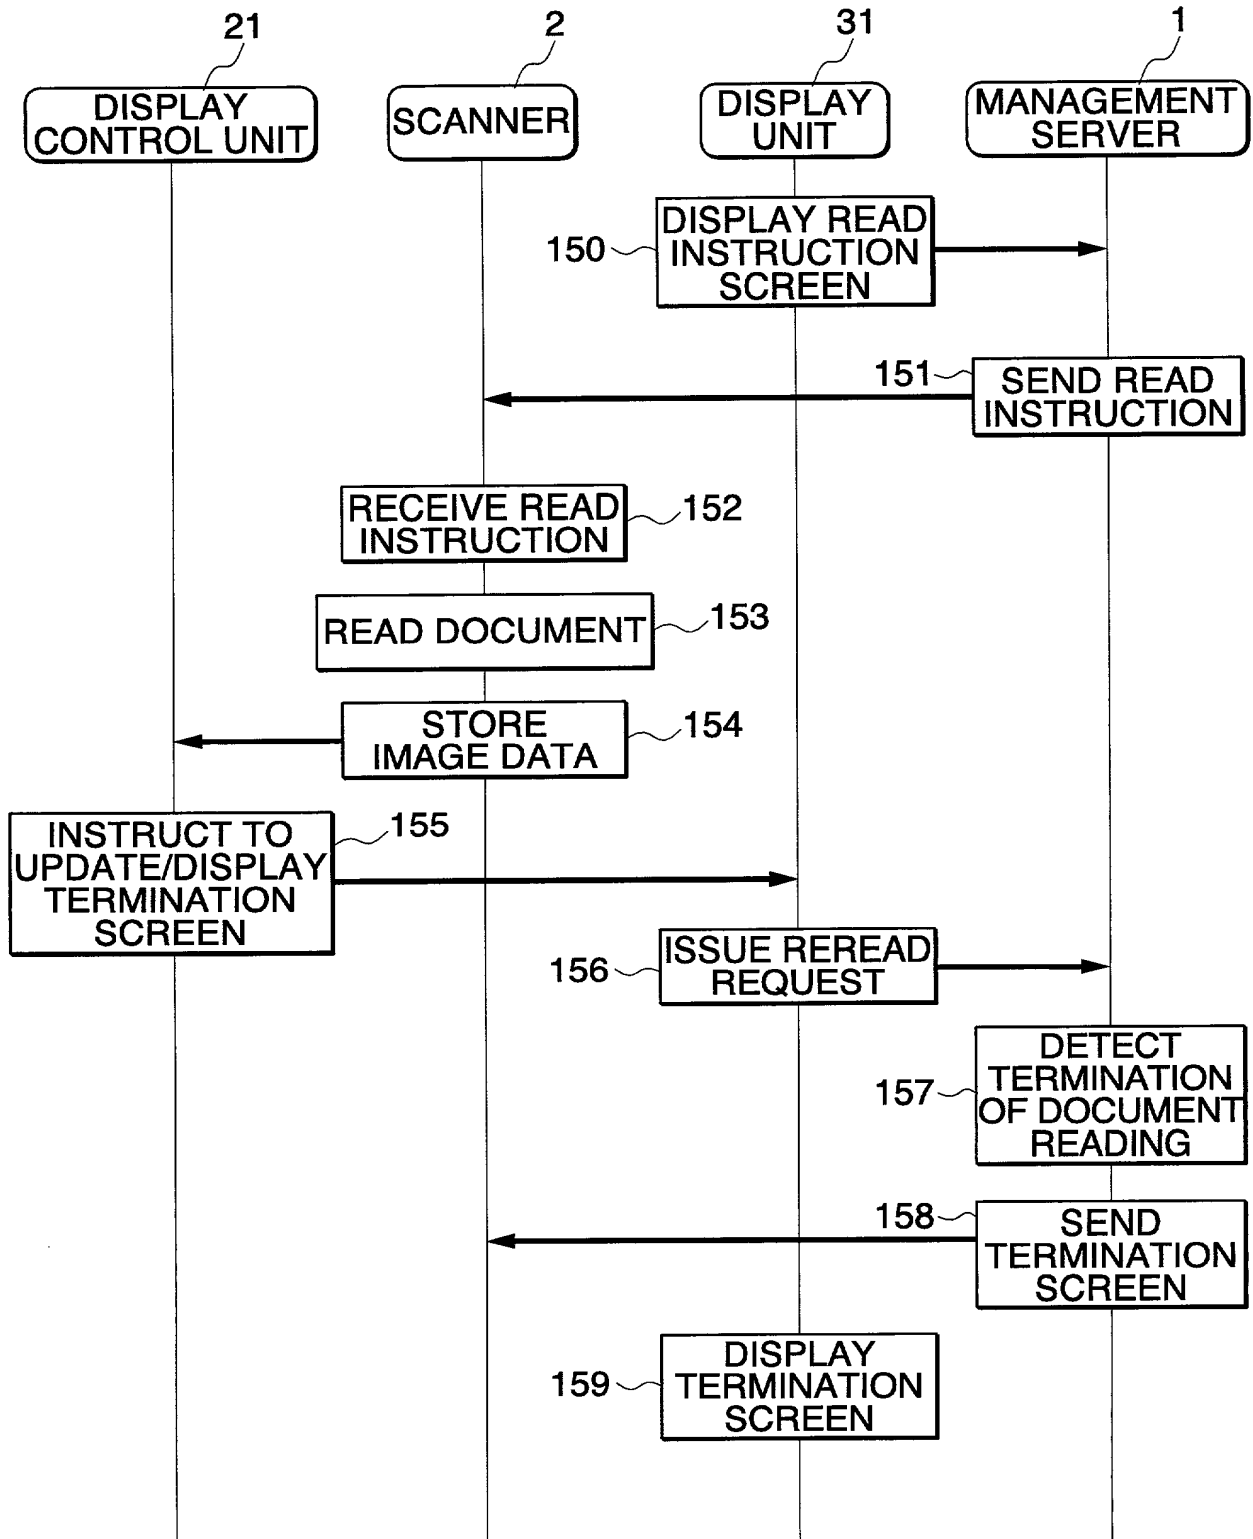 21
2
31
1
DISPLAY
CONTROL UNIT
SCANNER
DISPLAY
UNIT
MANAGEMENT
SERVER
150
DISPLAY READ
INSTRUCTION
SCREEN
151
SEND READ
INSTRUCTION
RECEIVE READ
INSTRUCTION
152
READ DOCUMENT
153
STORE
IMAGE DATA
154
INSTRUCT TO
UPDATE/DISPLAY
TERMINATION
SCREEN
155
156
ISSUE REREAD
REQUEST
157
DETECT
TERMINATION
OF DOCUMENT
READING
158
SEND
TERMINATION
SCREEN
159
DISPLAY
TERMINATION
SCREEN